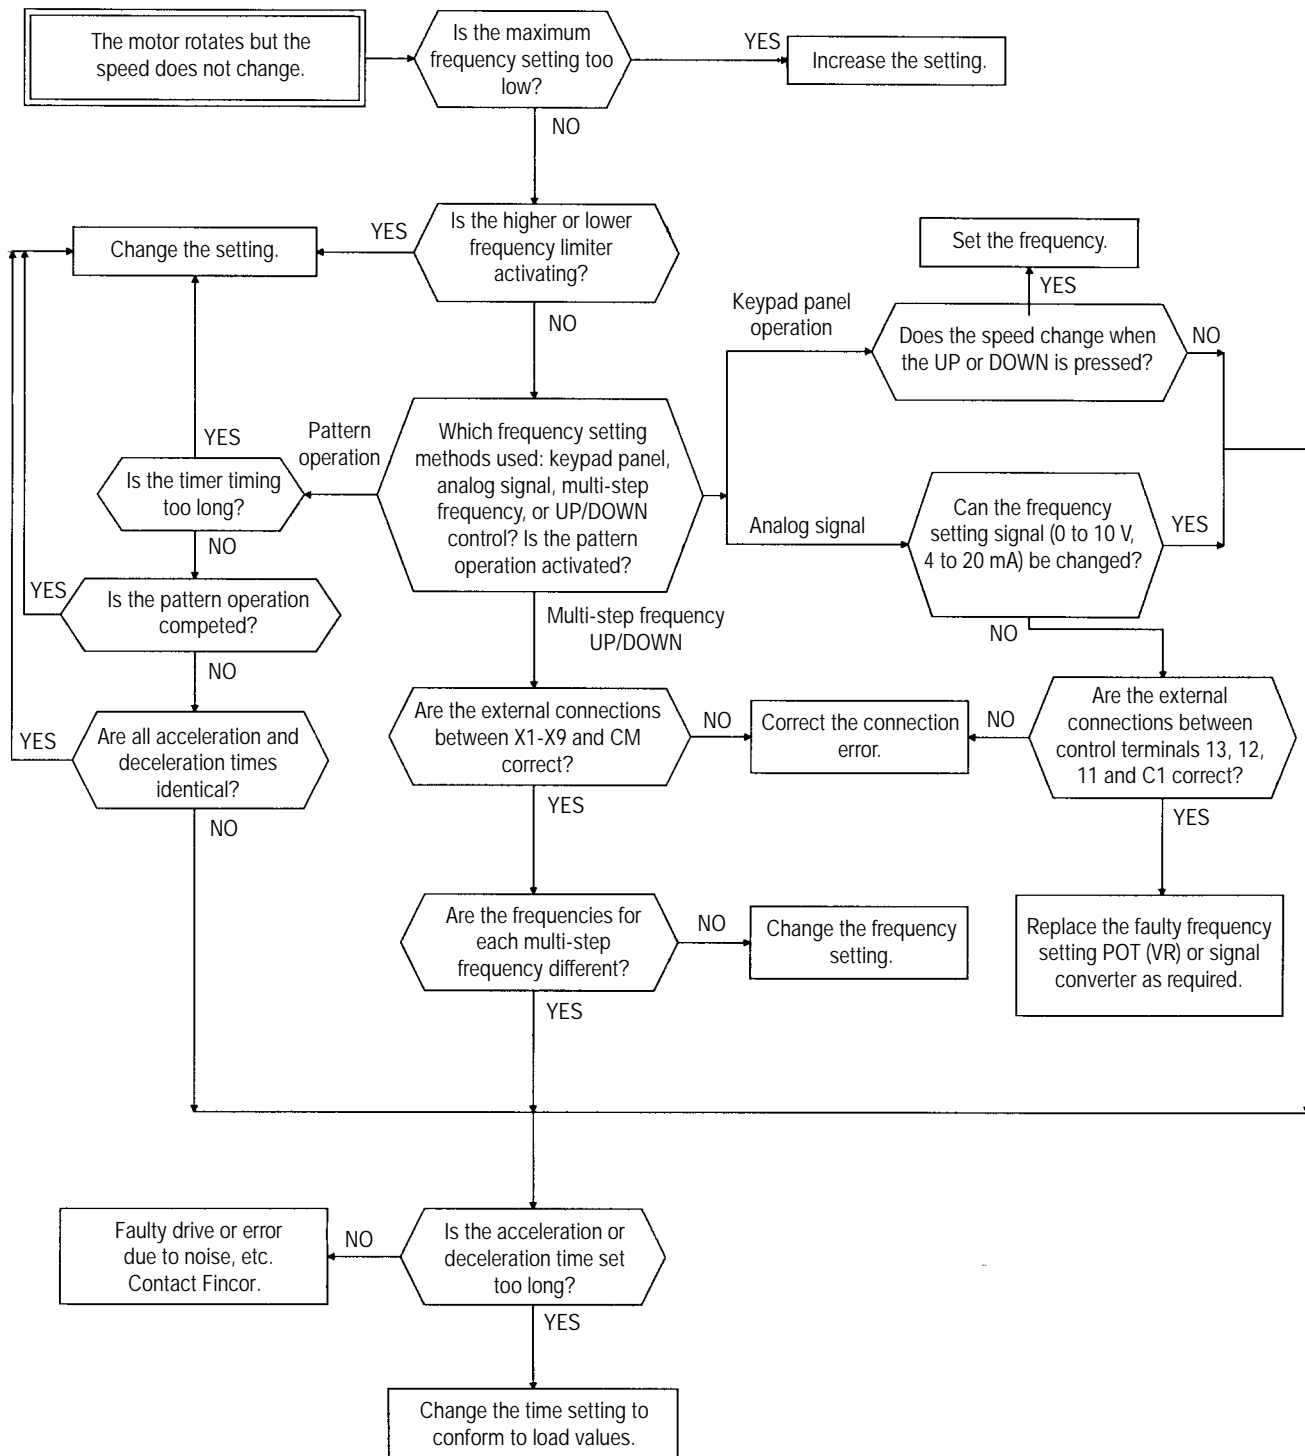 The motor rotates but the
speed does not change.
Is the maximum
frequency setting too
low?
YES
Increase the setting.
NO
Is the higher or lower
frequency limiter
activating?
YES
Change the setting.
NO
Set the frequency.
YES
Keypad panel
operation
Does the speed change when
the UP or DOWN is pressed?
NO
Which frequency setting
methods used: keypad panel,
analog signal, multi-step
frequency, or UP/DOWN
control? Is the pattern
operation activated?
Pattern
operation
YES
Is the timer timing
too long?
NO
Analog signal
Can the frequency
setting signal (0 to 10 V,
4 to 20 mA) be changed?
YES
NO
YES
Is the pattern operation
competed?
NO
Multi-step frequency
UP/DOWN
YES
Are all acceleration and
deceleration times
identical?
NO
Are the external connections
between X1-X9 and CM
correct?
NO
Correct the connection
error.
NO
Are the external
connections between
control terminals 13, 12,
11 and C1 correct?
YES
YES
Are the frequencies for
each multi-step
frequency different?
NO
Change the frequency
setting.
Replace the faulty frequency
setting POT (VR) or signal
converter as required.
YES
Faulty drive or error
due to noise, etc.
Contact Fincor.
NO
Is the acceleration or
deceleration time set
too long?
YES
Change the time setting to
conform to load values.